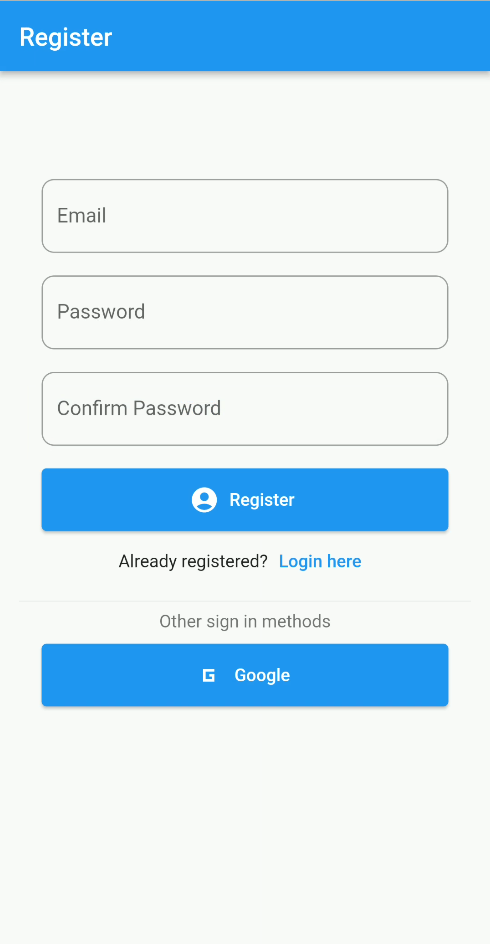 Register
Email
Password
Confirm Password
Register
Already registered? Login here
Other sign in methods
G Google